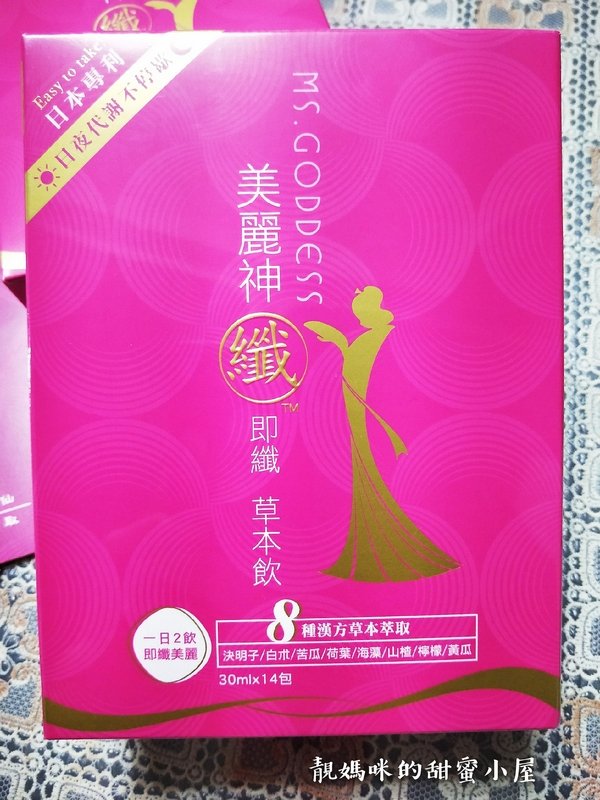 Easy to take
日本專利
日夜代謝不停歇
MS.GODDESS
美麗神
纖
TM
即纖 草本飲
一日2飲
即纖美麗
8種漢方草本萃取
決明子/白朮/苦瓜/荷葉/海藻/山楂/檸檬/黃瓜
30mlx14包
靚媽咪的甜蜜小屋